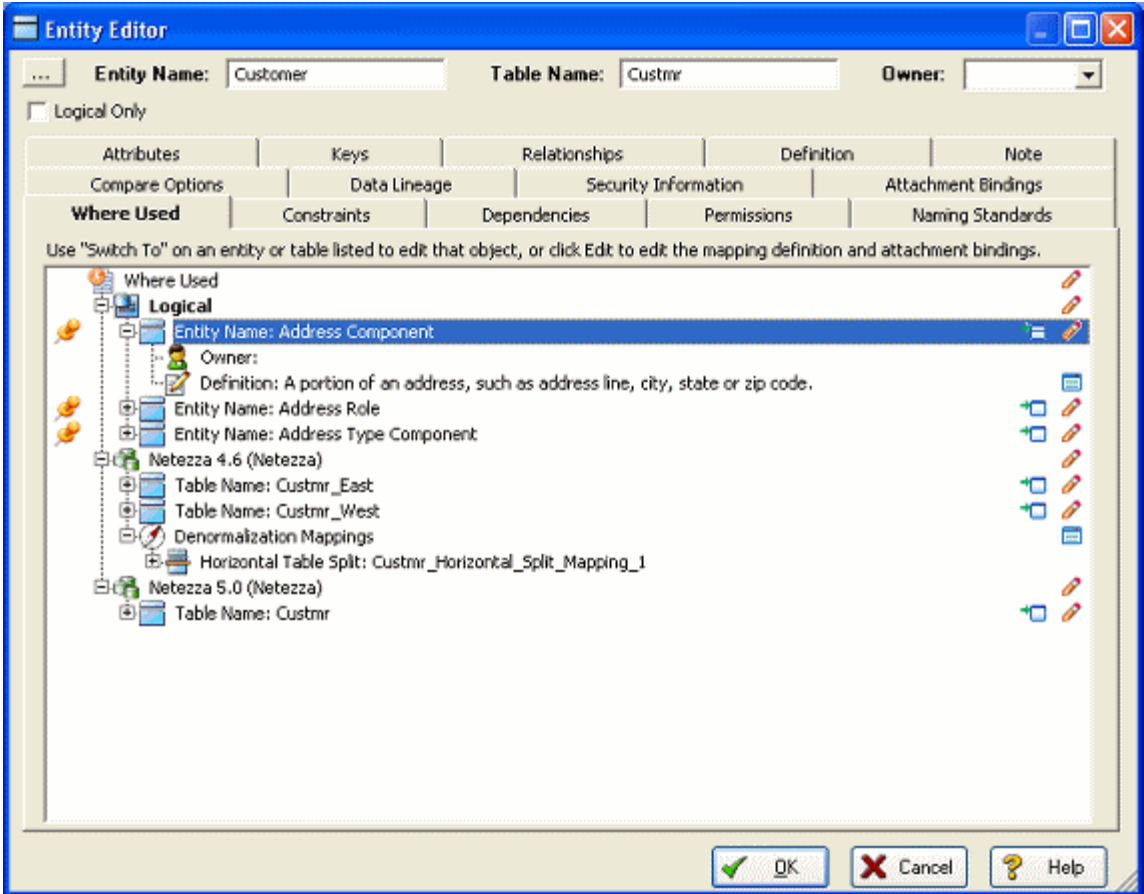 Entity Editor
... Entity Name: Customer Table Name: Custmr Owner:
Logical Only
Attributes Keys Relationships Definition Note
Compare Options Data Lineage Security Information Attachment Bindings
Where Used Constraints Dependencies Permissions Naming Standards
Use "Switch To" on an entity or table listed to edit that object, or click Edit to edit the mapping definition and attachment bindings.
Where Used
Logical
Entity Name: Address Component
Owner:
Definition: A portion of an address, such as address line, city, state or zip code.
Entity Name: Address Role
Entity Name: Address Type Component
Netezza 4.6 (Netezza)
Table Name: Custmr_East
Table Name: Custmr_West
Denormalization Mappings
Horizontal Table Split: Custmr_Horizontal_Split_Mapping_1
Netezza 5.0 (Netezza)
Table Name: Custmr
OK Cancel Help